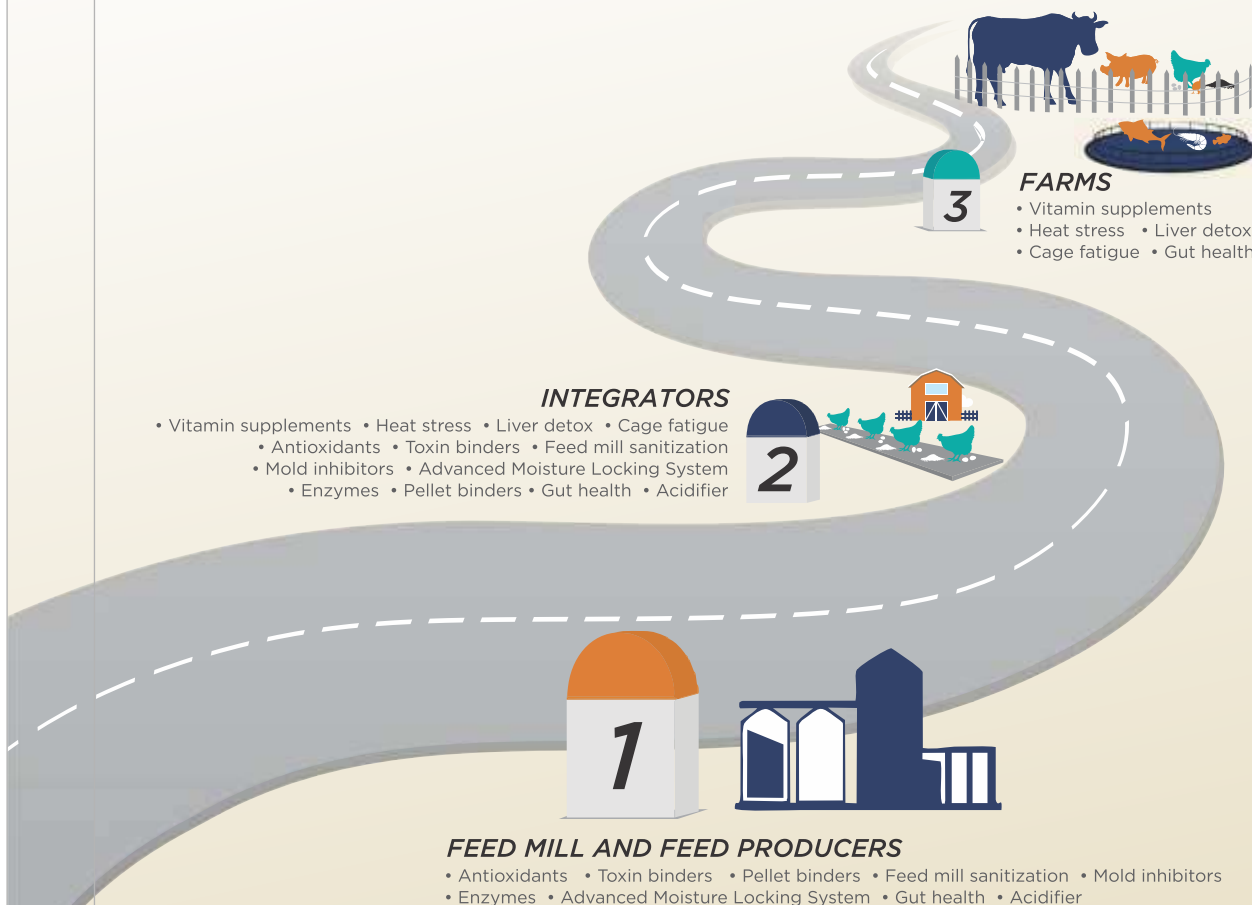 3
FARMS
• Vitamin supplements
• Heat stress • Liver detox
• Cage fatigue • Gut health
INTEGRATORS
• Vitamin supplements • Heat stress • Liver detox • Cage fatigue
• Antioxidants • Toxin binders • Feed mill sanitization
• Mold inhibitors • Advanced Moisture Locking System
• Enzymes • Pellet binders • Gut health • Acidifier
2
1
FEED MILL AND FEED PRODUCERS
• Antioxidants • Toxin binders • Pellet binders • Feed mill sanitization • Mold inhibitors
• Enzymes • Advanced Moisture Locking System • Gut health • Acidifier